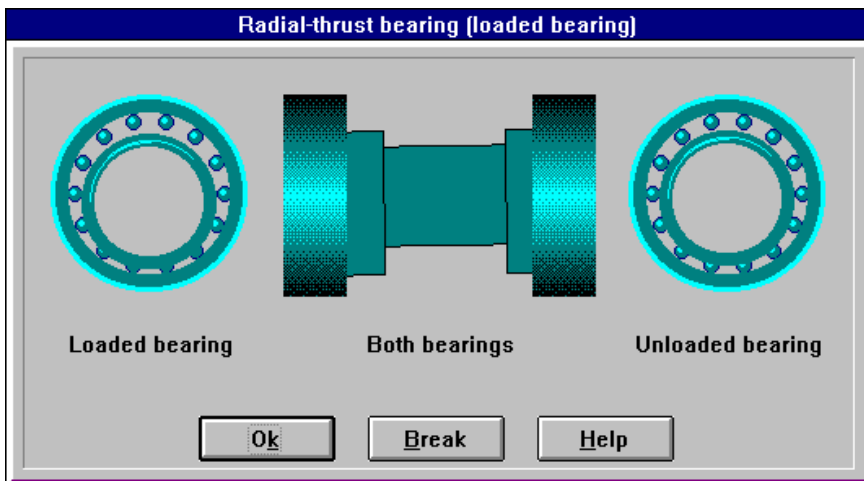 Radial-thrust bearing (loaded bearing)
Loaded bearing Both bearings Unloaded bearing
Ok Break Help